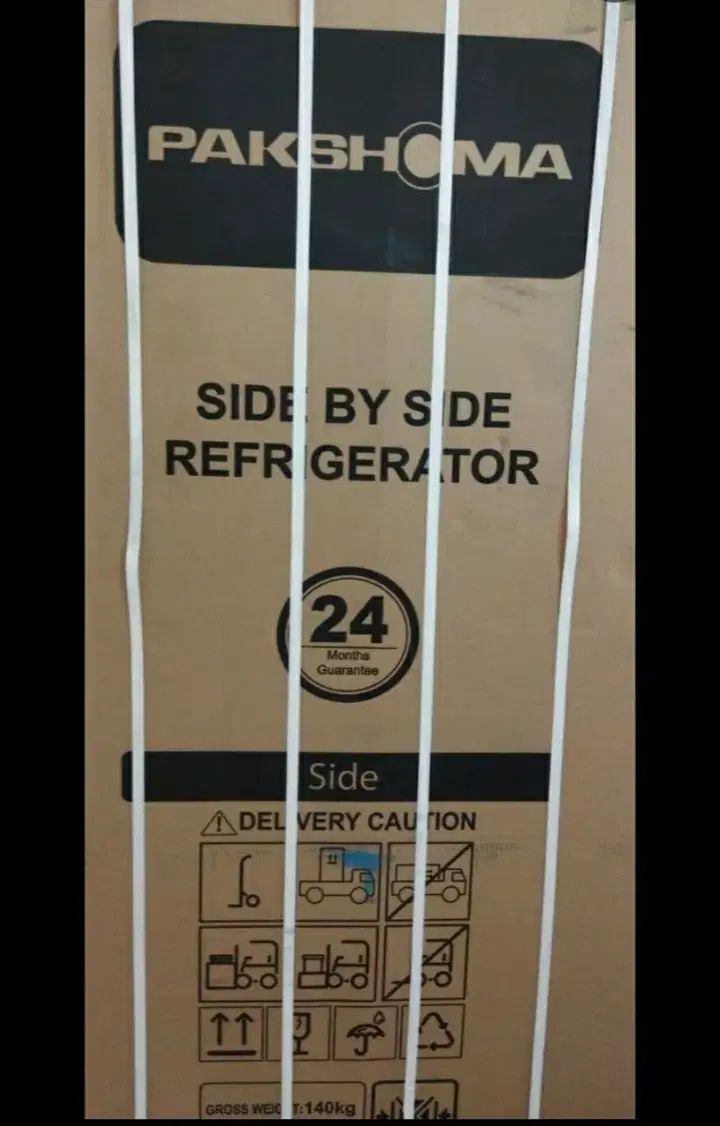 PAKSHOMA
SIDE BY SIDE
REFRIGERATOR
24
Months
Guarantee
Side
DELIVERY CAUTION
GROSS WEIGHT:140kg